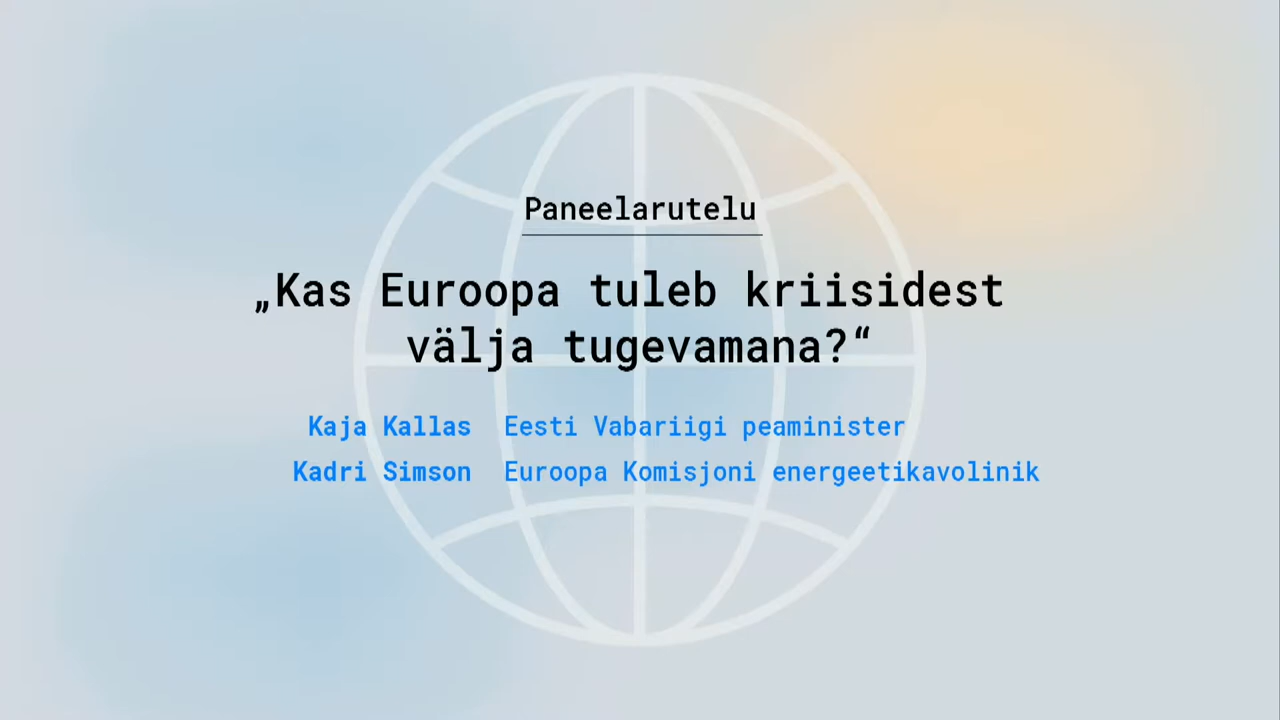 Paneelarutelu
„Kas Euroopa tuleb kriisidest
välja tugevamana?“
Kaja Kallas Eesti Vabariigi peaminister
Kadri Simson Euroopa Komisjoni energeetikavolinik